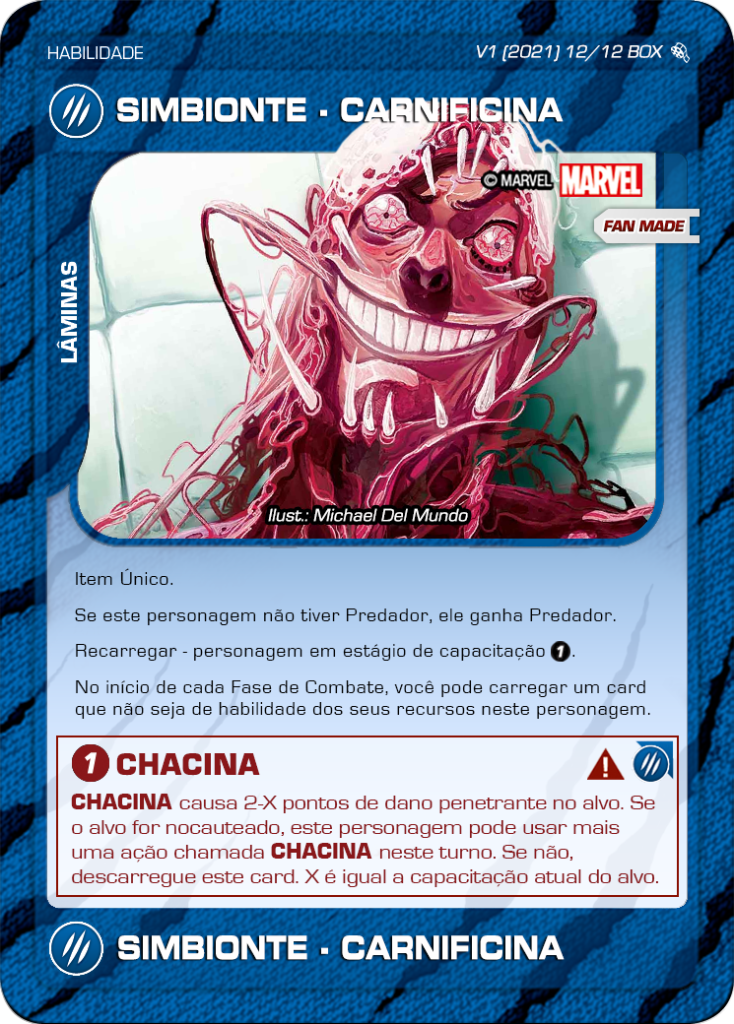 HABILIDADE
V1 (2021) 12/12 BOX
SIMBIONTE - CARNIFICINA
© MARVEL MARVEL
FAN MADE
LÂMINAS
Ilust.: Michael Del Mundo
Item Único.
Se este personagem não tiver Predador, ele ganha Predador.
Recarregar - personagem em estágio de capacitação 1.
No início de cada Fase de Combate, você pode carregar um card
que não seja de habilidade dos seus recursos neste personagem.
1 CHACINA
CHACINA causa 2-X pontos de dano penetrante no alvo. Se
o alvo for nocauteado, este personagem pode usar mais
uma ação chamada CHACINA neste turno. Se não,
descarregue este card. X é igual a capacitação atual do alvo.
SIMBIONTE - CARNIFICINA